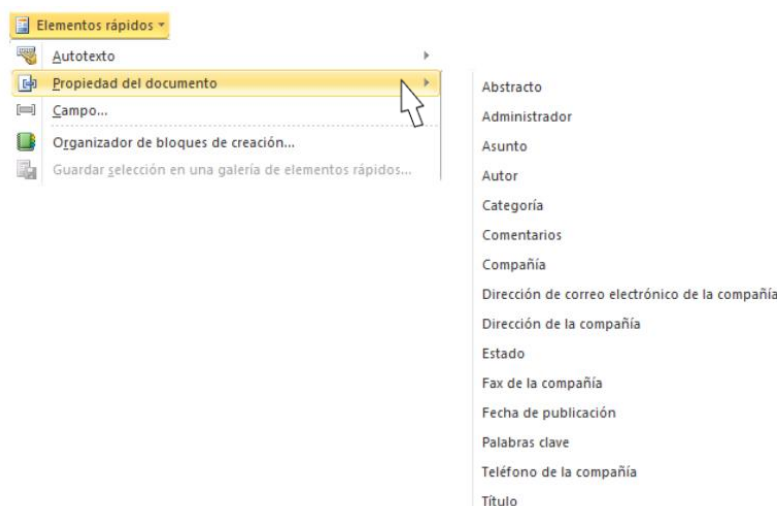 Elementos rápidos
Autotexto
Propiedad del documento
Campo...
Organizador de bloques de creación...
Guardar selección en una galería de elementos rápidos...
Abstracto
Administrador
Asunto
Autor
Categoría
Comentarios
Compañía
Dirección de correo electrónico de la compañía
Dirección de la compañía
Estado
Fax de la compañía
Fecha de publicación
Palabras clave
Teléfono de la compañía
Título